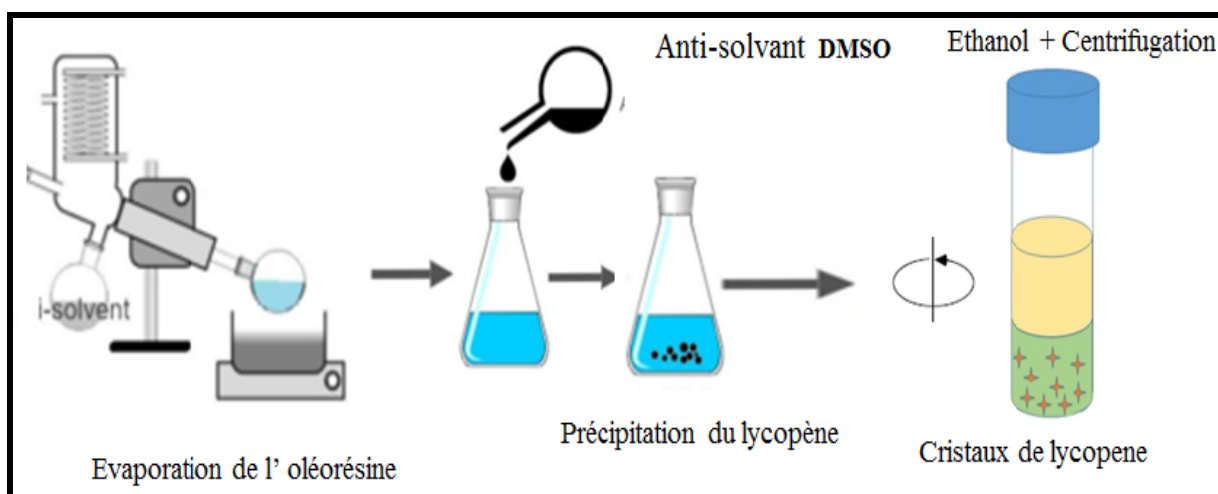 Anti-solvant DMSO
Ethanol + Centrifugation
i-solvent
Précipitation du lycopène
Cristaux de lycopene
Evaporation de l’ oléorésine